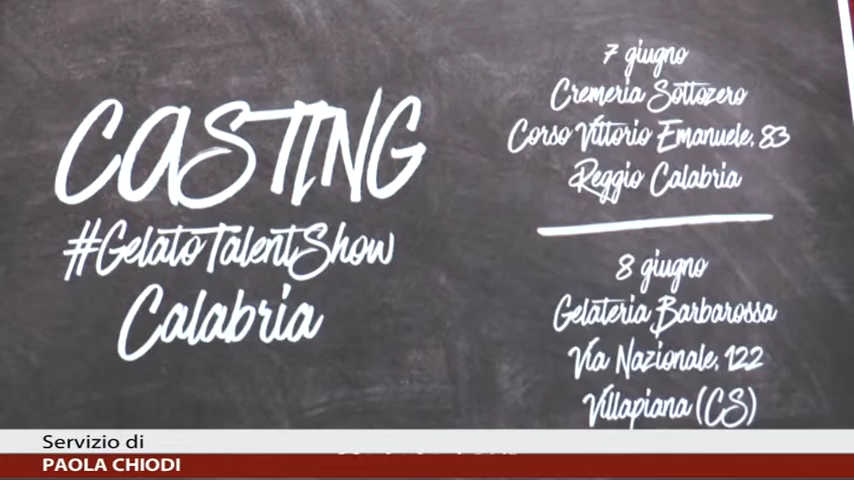 CASTING
#GelatoTalentShow
Calabria
7 giugno
Cremeria Sottozero
Corso Vittorio Emanuele, 83
Reggio Calabria
8 giugno
Gelateria Barbarossa
Via Nazionale, 122
Villapiana (CS)
Servizio di
PAOLA CHIODI